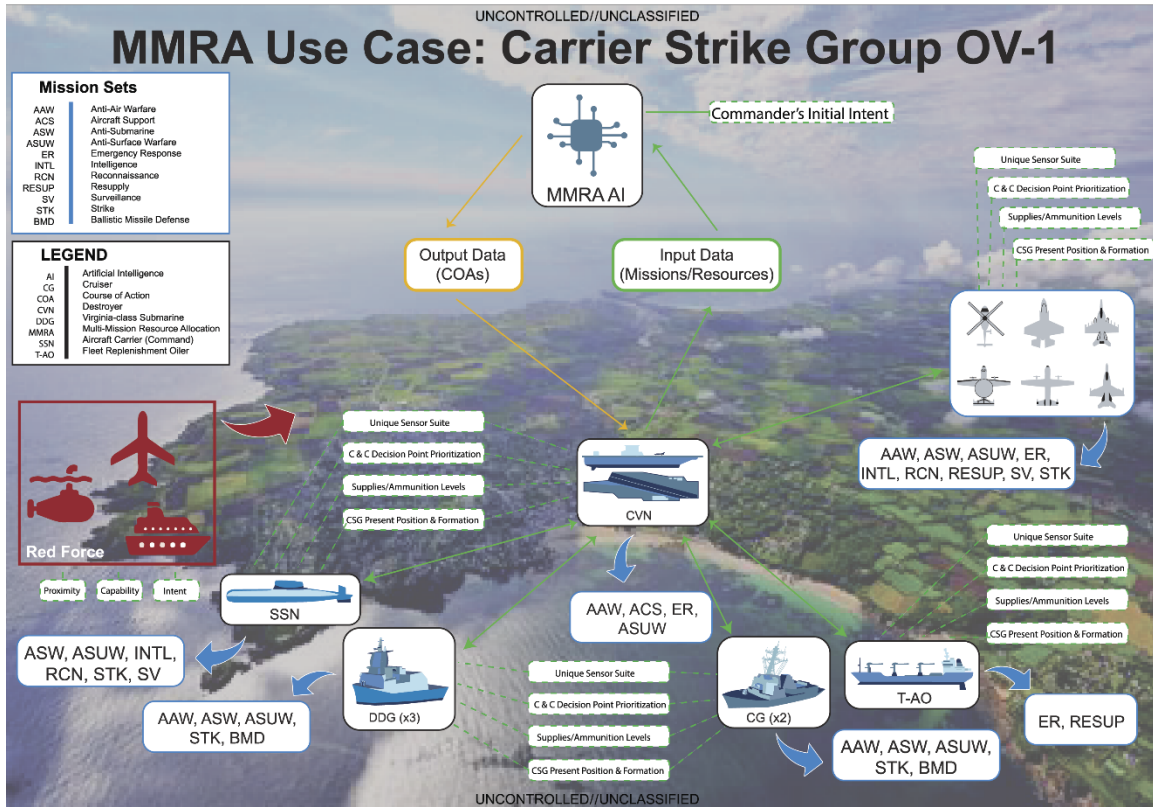 UNCONTROLLED//UNCLASSIFIED
MMRA Use Case: Carrier Strike Group OV-1
Mission Sets
AAW Anti-Air Warfare
ACS Aircraft Support
ASW Anti-Submarine
ASUW Anti-Surface Warfare
ER Emergency Response
INTL Intelligence
RCN Reconnaissance
RESUP Resupply
SV Surveillance
STK Strike
BMD Ballistic Missile Defense
LEGEND
AI Artificial Intelligence
CG Cruiser
COA Course of Action
CVN Destroyer
DDG Virginia-class Submarine
MMRA Multi-Mission Resource Allocation
SSN Aircraft Carrier (Command)
T-AO Fleet Replenishment Oiler
MMRA AI
Commander's Initial Intent
Output Data
(COAs)
Input Data
(Missions/Resources)
Unique Sensor Suite
C & C Decision Point Prioritization
Supplies/Ammunition Levels
CSG Present Position & Formation
AAW, ASW, ASUW, ER,
INTL, RCN, RESUP, SV, STK
Red Force
Proximity
Capability
Intent
Unique Sensor Suite
C & C Decision Point Prioritization
Supplies/Ammunition Levels
CSG Present Position & Formation
CVN
AAW, ACS, ER,
ASUW
SSN
ASW, ASUW, INTL,
RCN, STK, SV
DDG (x3)
AAW, ASW, ASUW,
STK, BMD
Unique Sensor Suite
C & C Decision Point Prioritization
Supplies/Ammunition Levels
CSG Present Position & Formation
CG (x2)
AAW, ASW, ASUW,
STK, BMD
Unique Sensor Suite
C & C Decision Point Prioritization
Supplies/Ammunition Levels
CSG Present Position & Formation
T-AO
ER, RESUP
UNCONTROLLED//UNCLASSIFIED